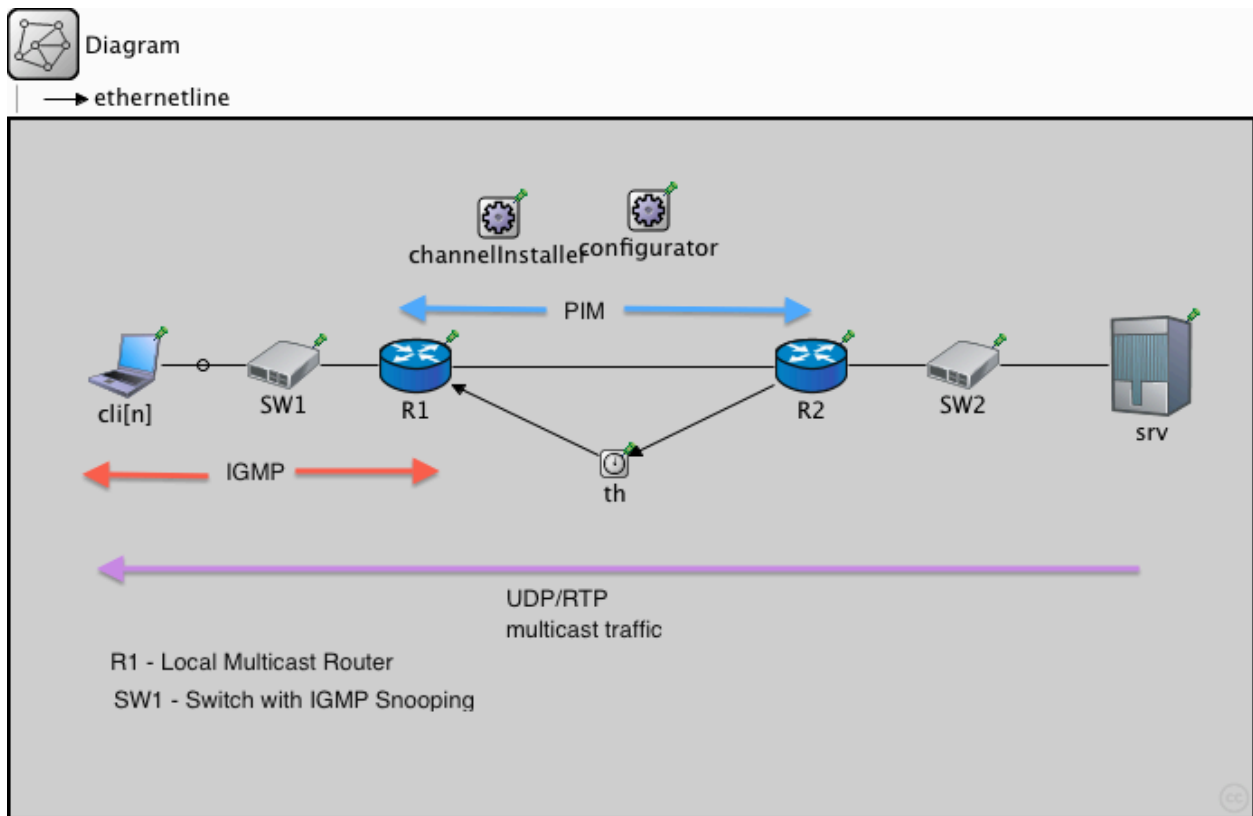 Diagram
ethernetline
channelInstaller
configurator
PIM
cli[n]
SW1
R1
R2
SW2
srv
IGMP
th
UDP/RTP
multicast traffic
R1 - Local Multicast Router
SW1 - Switch with IGMP Snooping
cc